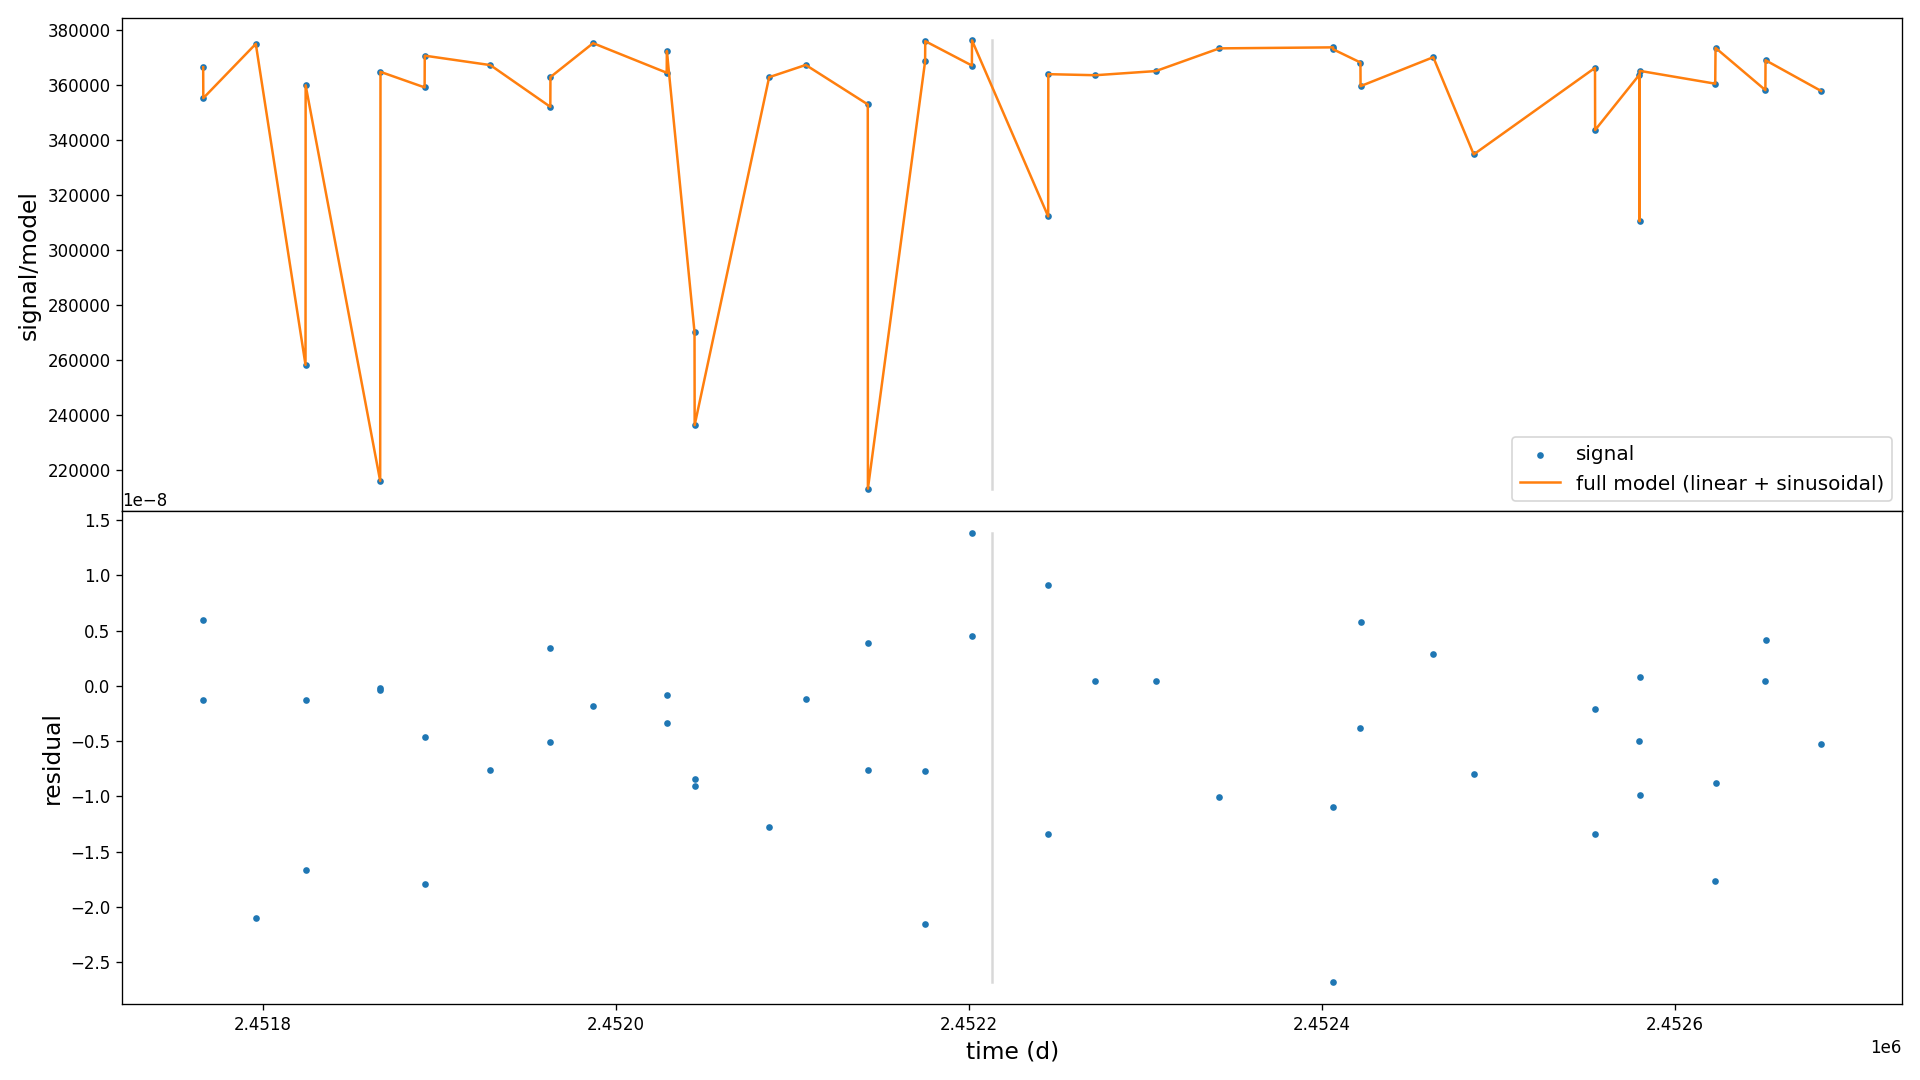 380000
360000
340000
320000
300000
280000
260000
240000
220000
signal/model
signal
full model (linear + sinusoidal)
1e−8
1.5
1.0
0.5
0.0
−0.5
−1.0
−1.5
−2.0
−2.5
residual
2.4518 2.4520 2.4522 2.4524 2.4526
time (d)
1e6